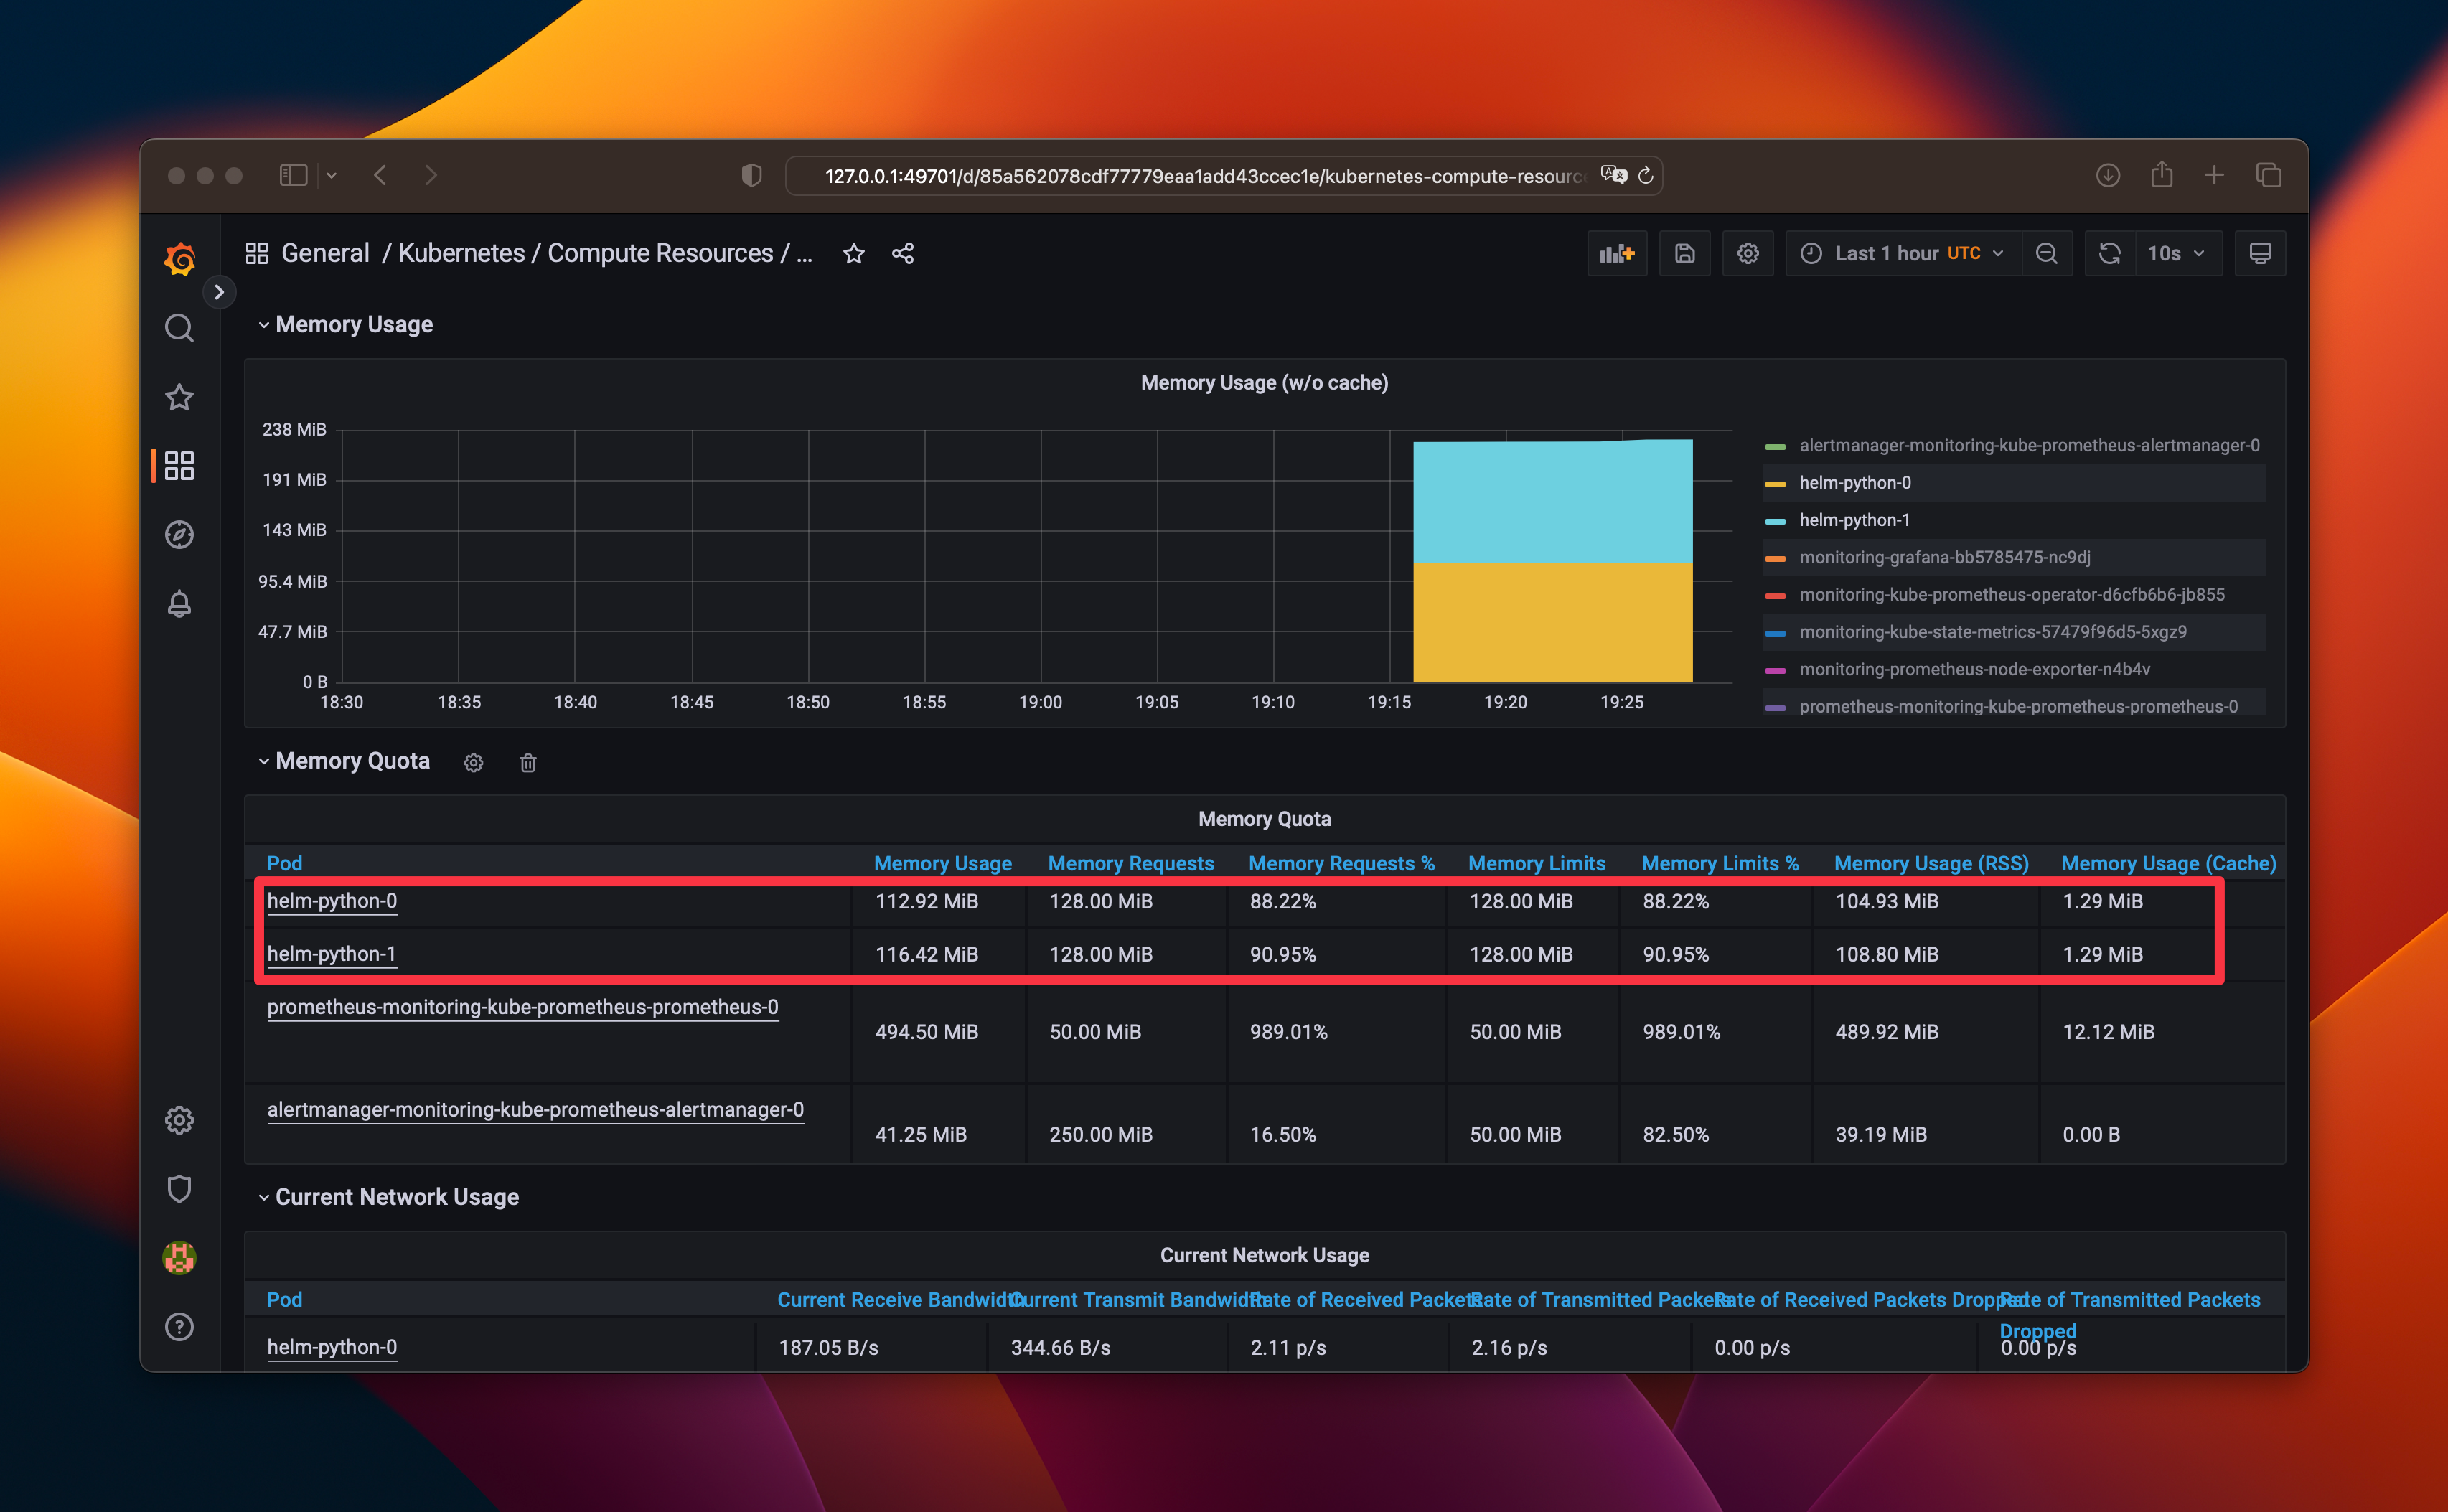 127.0.0.1:49701/d/85a562078cdf77779eaa1add43ccec1e/kubernetes-compute-resourc
General / Kubernetes / Compute Resources / ...
Last 1 hour UTC
10s
Memory Usage
Memory Usage (w/o cache)
238 MiB
191 MiB
143 MiB
95.4 MiB
47.7 MiB
0 B
18:30 18:35 18:40 18:45 18:50 18:55 19:00 19:05 19:10 19:15 19:20 19:25
alertmanager-monitoring-kube-prometheus-alertmanager-0
helm-python-0
helm-python-1
monitoring-grafana-bb5785475-nc9dj
monitoring-kube-prometheus-operator-d6cfb6b6-jb855
monitoring-kube-state-metrics-57479f96d5-5xgz9
monitoring-prometheus-node-exporter-n4b4v
prometheus-monitoring-kube-prometheus-prometheus-0
Memory Quota
Memory Quota
Pod Memory Usage Memory Requests Memory Requests % Memory Limits Memory Limits % Memory Usage (RSS) Memory Usage (Cache)
helm-python-0 112.92 MiB 128.00 MiB 88.22% 128.00 MiB 88.22% 104.93 MiB 1.29 MiB
helm-python-1 116.42 MiB 128.00 MiB 90.95% 128.00 MiB 90.95% 108.80 MiB 1.29 MiB
prometheus-monitoring-kube-prometheus-prometheus-0 494.50 MiB 50.00 MiB 989.01% 50.00 MiB 989.01% 489.92 MiB 12.12 MiB
alertmanager-monitoring-kube-prometheus-alertmanager-0 41.25 MiB 250.00 MiB 16.50% 50.00 MiB 82.50% 39.19 MiB 0.00 B
Current Network Usage
Current Network Usage
Pod Current Receive Bandwidth Current Transmit Bandwidth Rate of Received Packets Rate of Transmitted Packets Rate of Received Packets Dropped Rate of Transmitted Packets
Dropped
helm-python-0 187.05 B/s 344.66 B/s 2.11 p/s 2.16 p/s 0.00 p/s 0.00 p/s